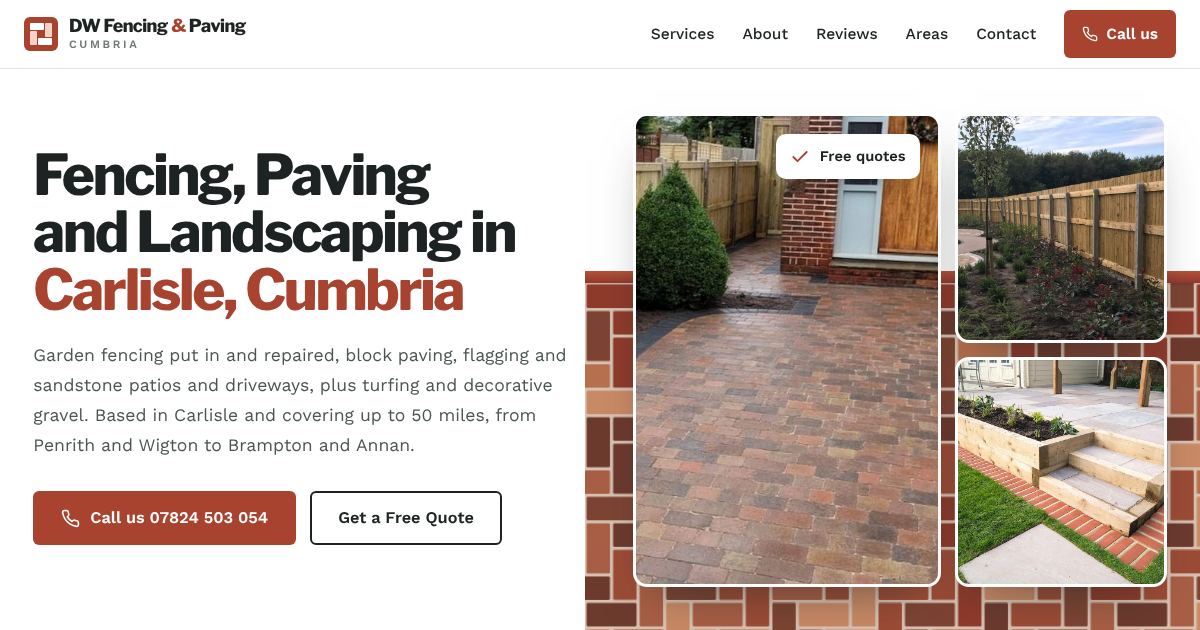 DW Fencing & Paving
CUMBRIA
Services
About
Reviews
Areas
Contact
Call us
Fencing, Paving
and Landscaping in
Carlisle, Cumbria
Garden fencing put in and repaired, block paving, flagging and
sandstone patios and driveways, plus turfing and decorative
gravel. Based in Carlisle and covering up to 50 miles, from
Penrith and Wigton to Brampton and Annan.
Call us 07824 503 054
Get a Free Quote
Free quotes